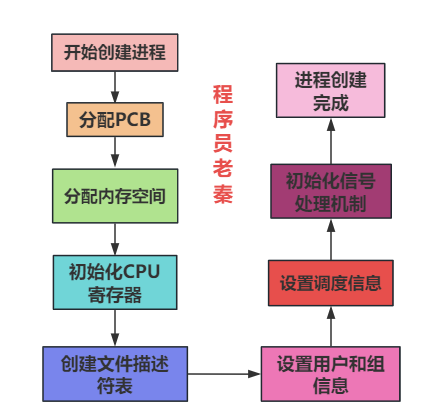 开始创建进程
分配PCB
分配内存空间
初始化CPU
寄存器
创建文件描述
符表
设置用户和组
信息
设置调度信息
初始化信号
处理机制
进程创建
完成
程序员老秦